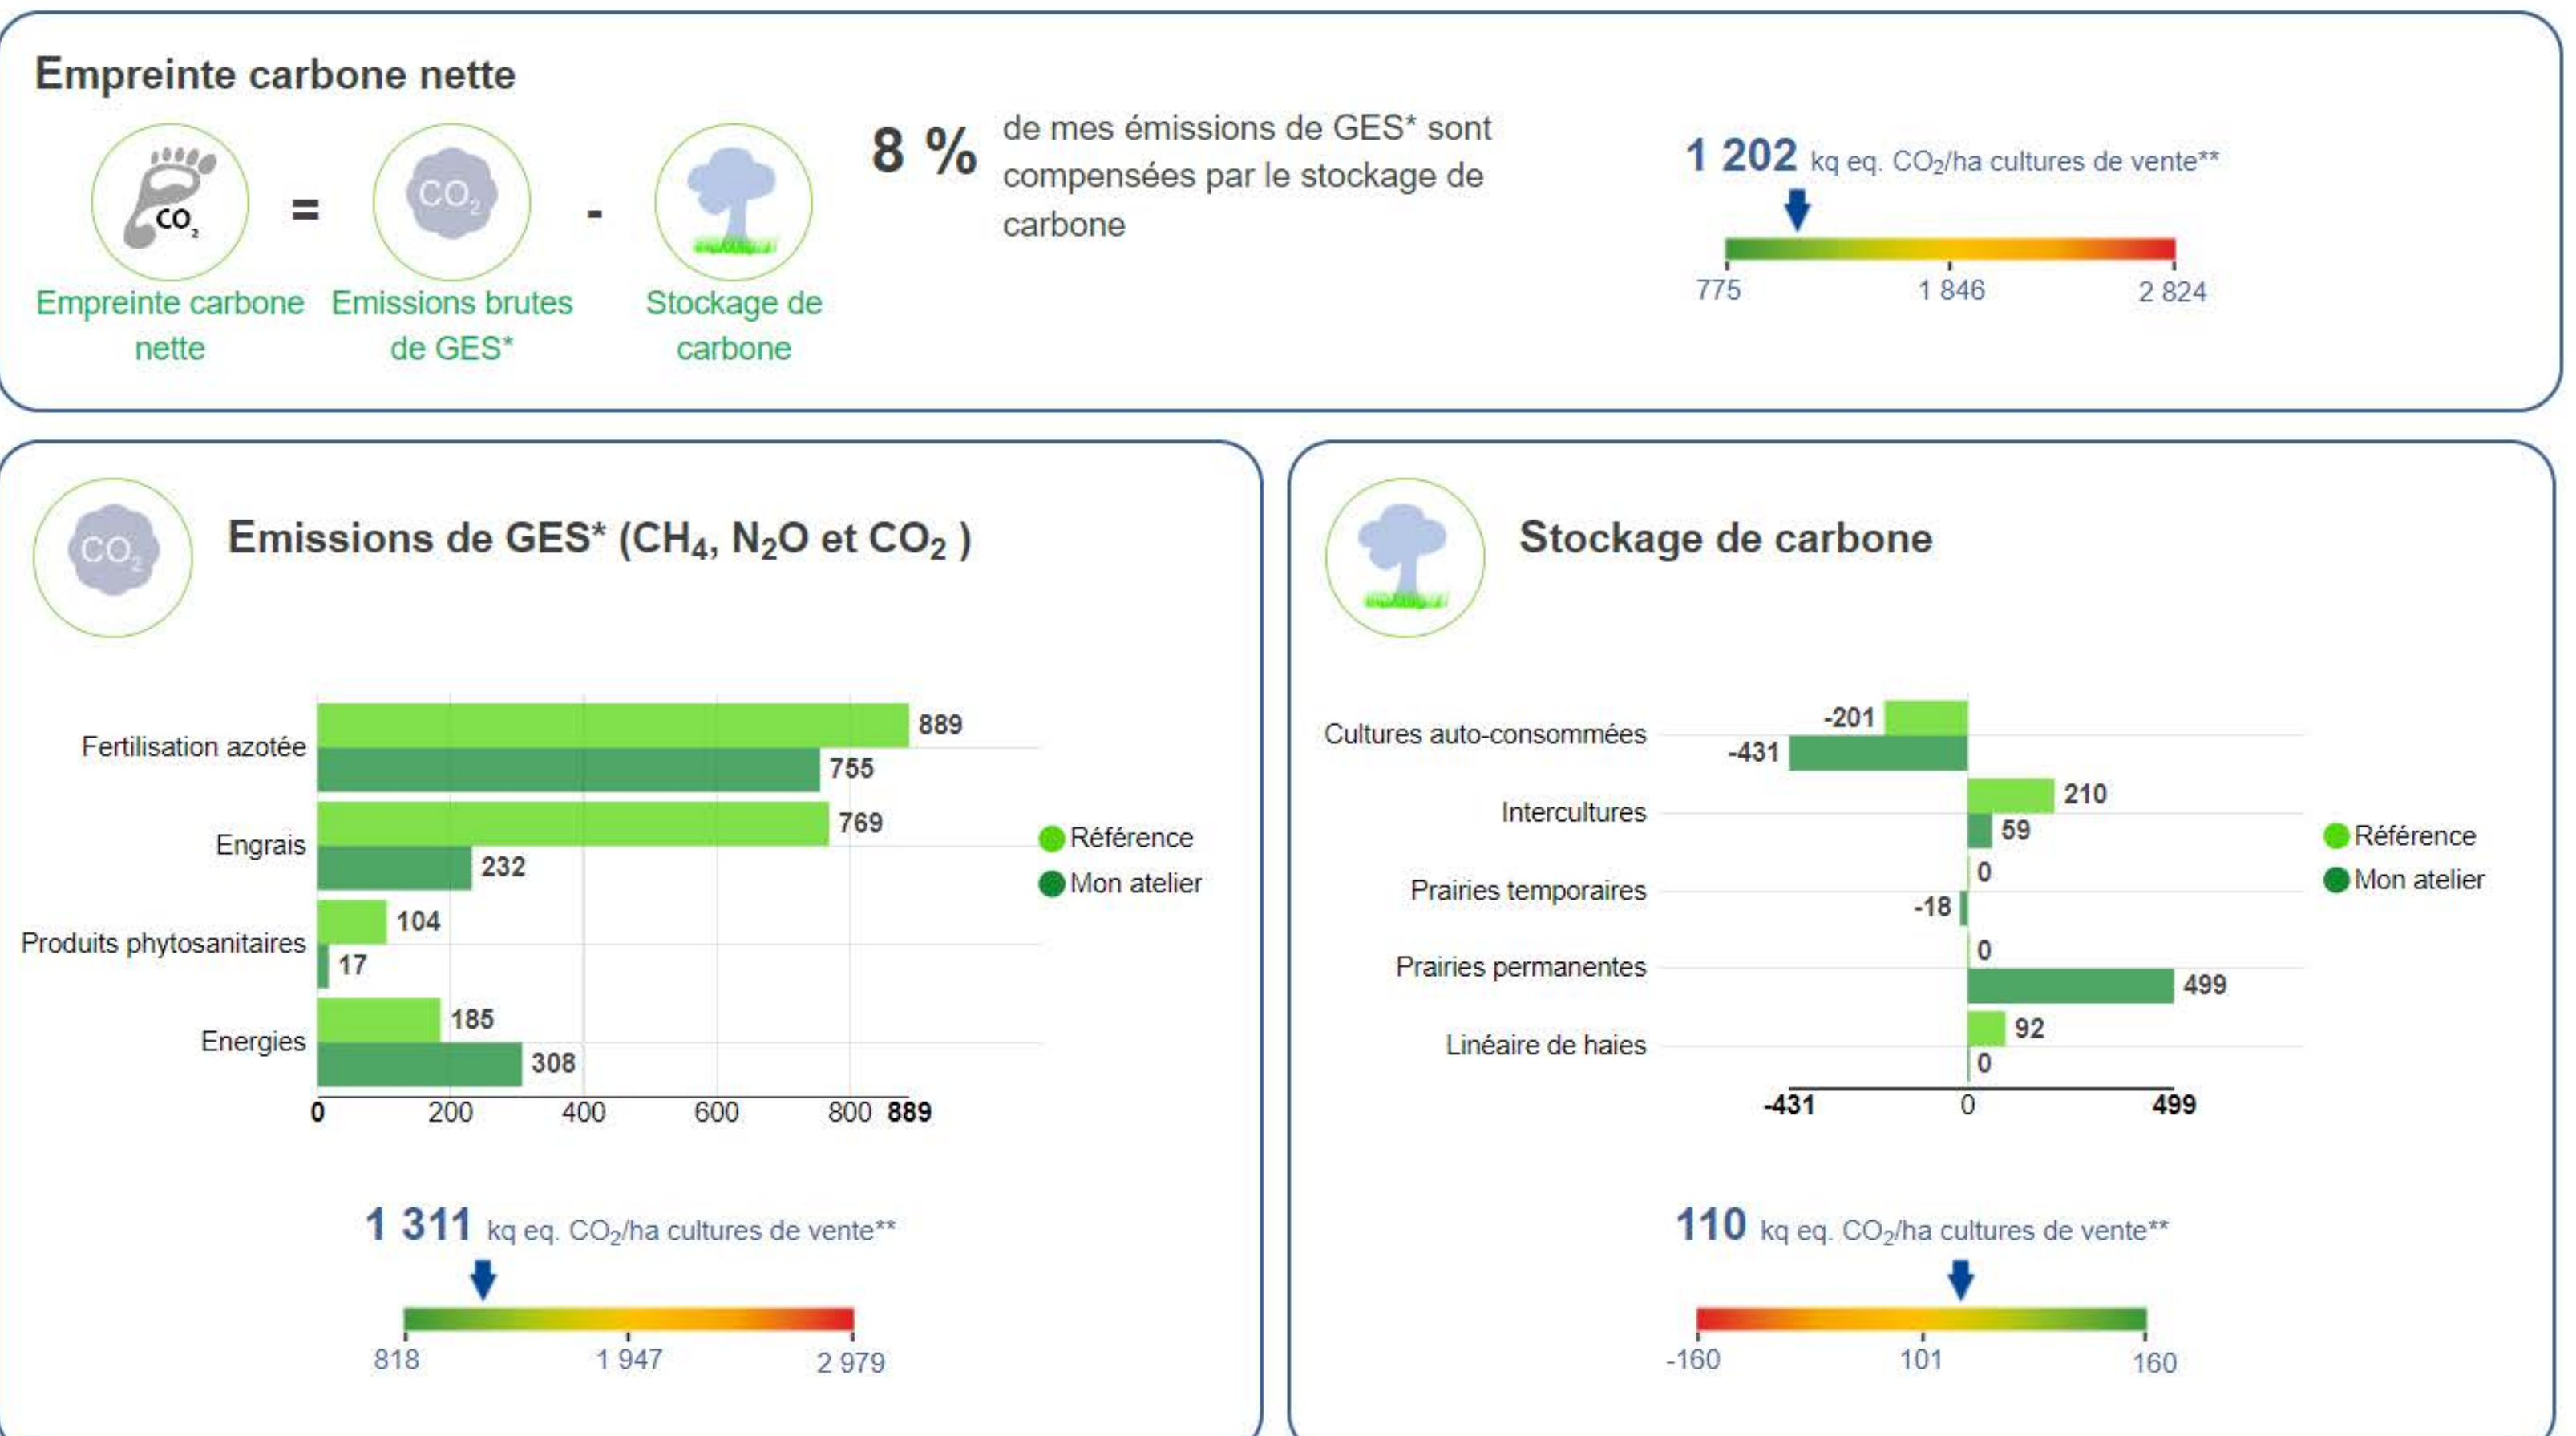 Empreinte carbone nette
CO2
=
CO2
-
Empreinte carbone
nette
Emissions brutes
de GES*
Stockage de
carbone
8 %
de mes émissions de GES* sont
compensées par le stockage de
carbone
1 202 kq eq. CO₂/ha cultures de vente**
775 1 846 2 824
CO2
Emissions de GES* (CH₄, N₂O et CO₂ )
Fertilisation azotée
889
755
Engrais
769
232
Produits phytosanitaires
104
17
Energies
185
308
0 200 400 600 800 889
Référence
Mon atelier
1 311 kq eq. CO₂/ha cultures de vente**
818 1 947 2 979
Stockage de carbone
Cultures auto-consommées
-201
-431
Intercultures
210
59
Prairies temporaires
0
-18
Prairies permanentes
0
499
Linéaire de haies
92
0
-431 0 499
Référence
Mon atelier
110 kq eq. CO₂/ha cultures de vente**
-160 101 160